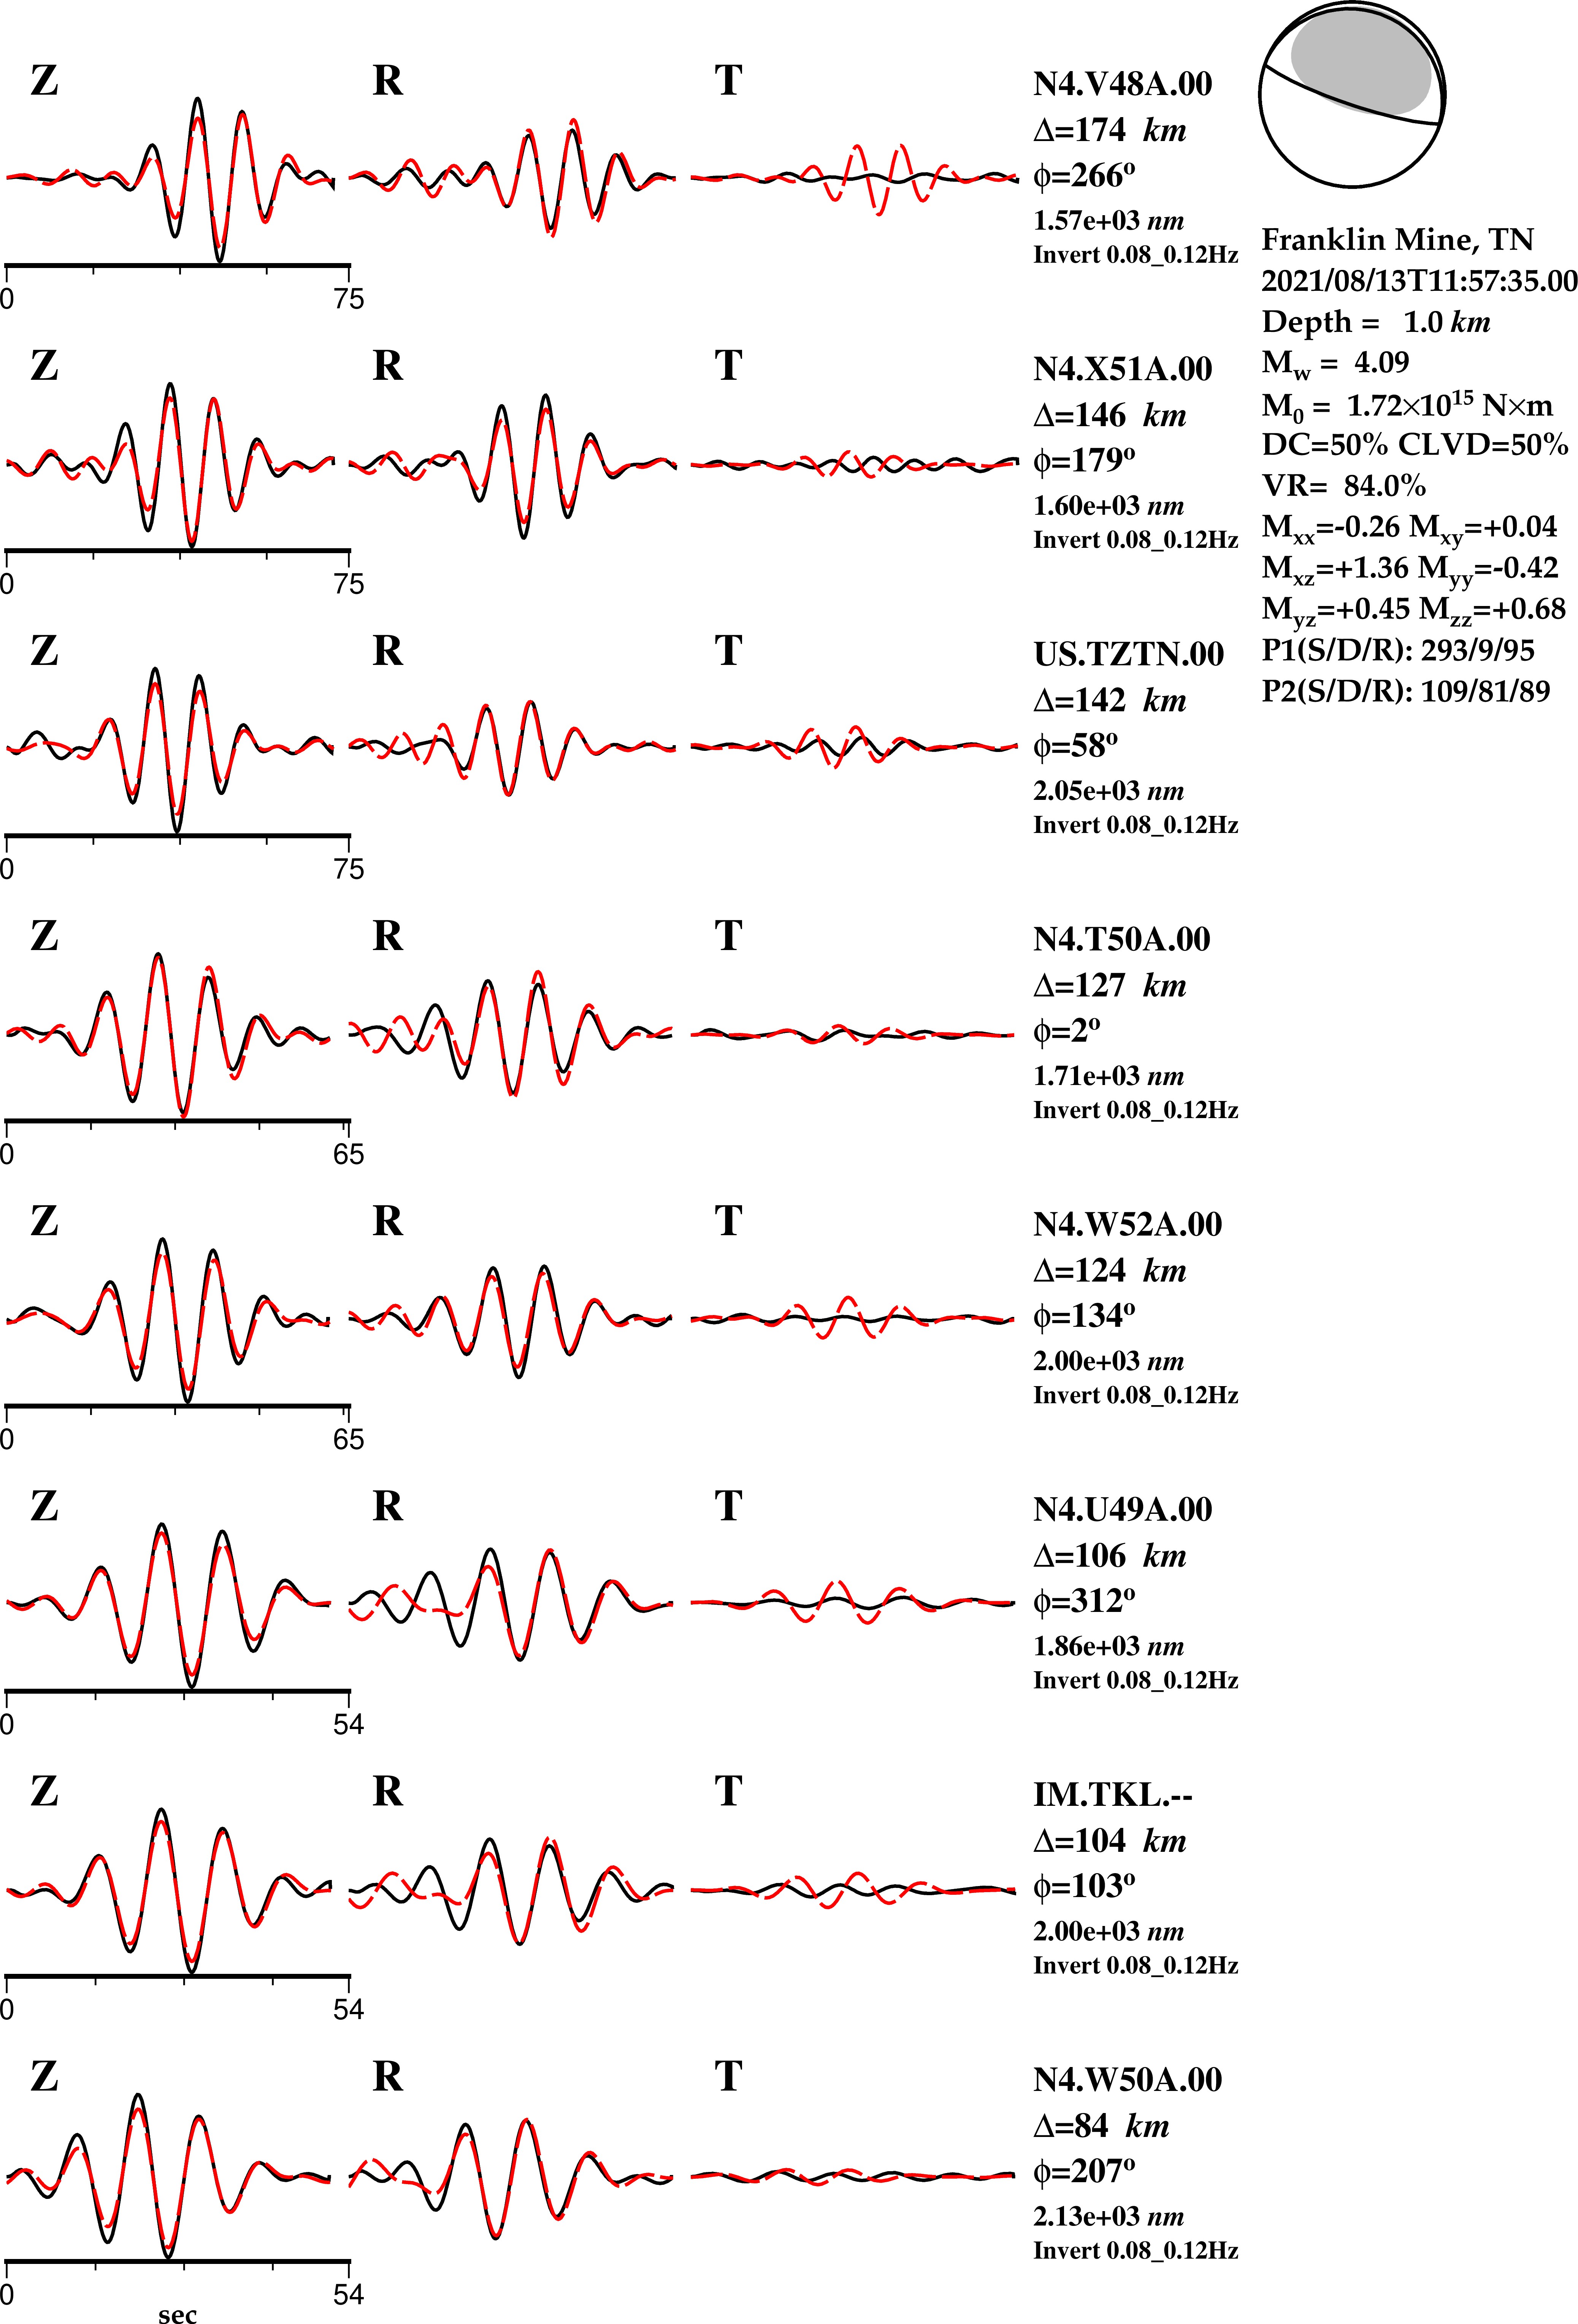 Z R T
N4.V48A.00
Δ=174 km
ϕ=266º
1.57e+03 nm
Invert 0.08_0.12Hz
0 75
Franklin Mine, TN
2021/08/13T11:57:35.00
Depth = 1.0 km
Mw = 4.09
M0 = 1.72×10^15 N×m
DC=50% CLVD=50%
VR= 84.0%
Mxx=-0.26 Mxy=+0.04
Mxz=+1.36 Myy=-0.42
Myz=+0.45 Mzz=+0.68
P1(S/D/R): 293/9/95
P2(S/D/R): 109/81/89
Z R T
N4.X51A.00
Δ=146 km
ϕ=179º
1.60e+03 nm
Invert 0.08_0.12Hz
0 75
Z R T
US.TZTN.00
Δ=142 km
ϕ=58º
2.05e+03 nm
Invert 0.08_0.12Hz
0 75
Z R T
N4.T50A.00
Δ=127 km
ϕ=2º
1.71e+03 nm
Invert 0.08_0.12Hz
0 65
Z R T
N4.W52A.00
Δ=124 km
ϕ=134º
2.00e+03 nm
Invert 0.08_0.12Hz
0 65
Z R T
N4.U49A.00
Δ=106 km
ϕ=312º
1.86e+03 nm
Invert 0.08_0.12Hz
0 54
Z R T
IM.TKL.--
Δ=104 km
ϕ=103º
2.00e+03 nm
Invert 0.08_0.12Hz
0 54
Z R T
N4.W50A.00
Δ=84 km
ϕ=207º
2.13e+03 nm
Invert 0.08_0.12Hz
0 54
sec